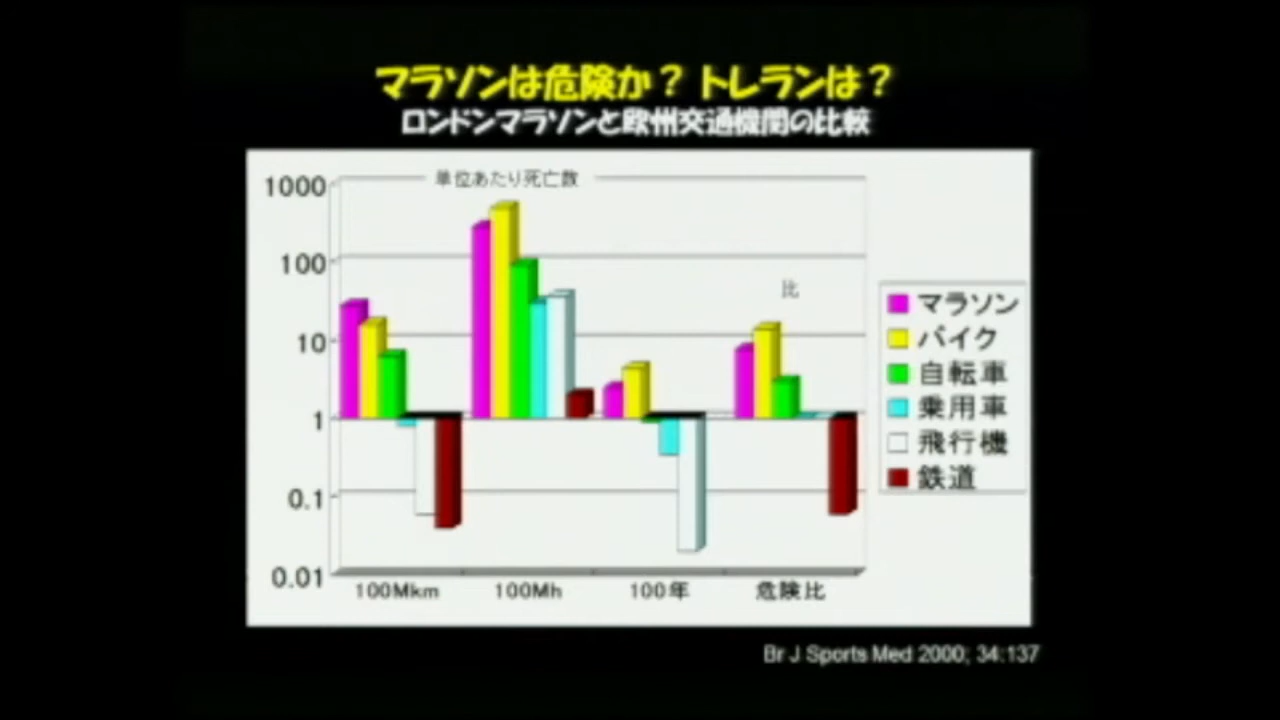 マラソンは危険か？ トレランは？
ロンドンマラソンと欧州交通機関の比較
単位あたり死亡数
比
1000
100
10
1
0.1
0.01
100Mkm
100Mh
100年
危険比
マラソン
バイク
自転車
乗用車
飛行機
鉄道
Br J Sports Med 2000; 34:137